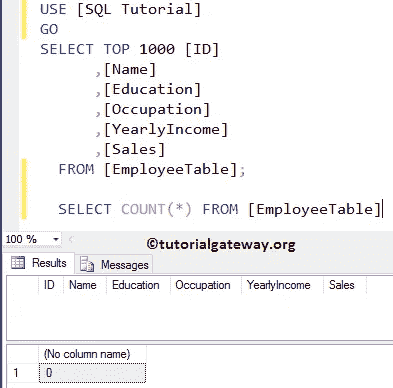 USE [SQL Tutorial]
GO
SELECT TOP 1000 [ID]
,[Name]
,[Education]
,[Occupation]
,[YearlyIncome]
,[Sales]
FROM [EmployeeTable];
SELECT COUNT(*) FROM [EmployeeTable]
100 %
©tutorialgateway.org
Results Messages
ID Name Education Occupation YearlyIncome Sales
(No column name)
1 0